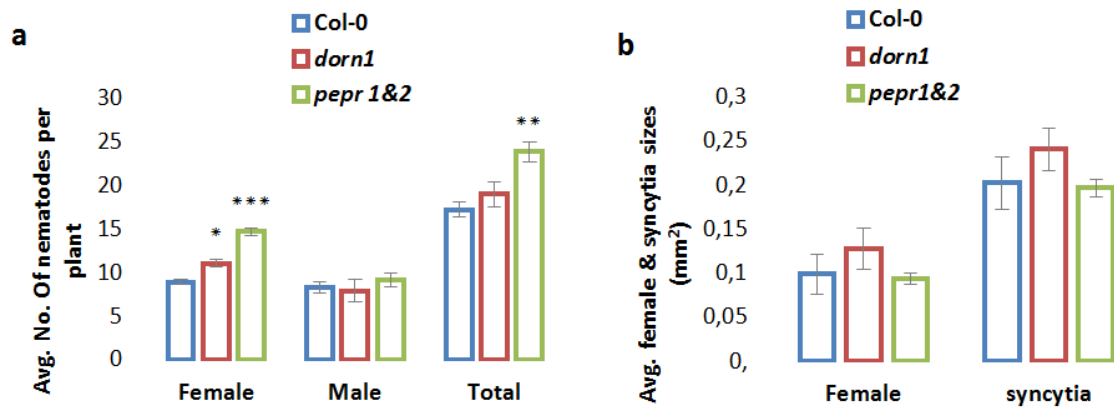 a
Col-0
dorn1
pepr 1&2
Avg. No. Of nematodes per
plant
30
25
20
15
10
5
0
*
***
**
Female Male Total
b
Col-0
dorn1
pepr1&2
Avg. female & syncytia sizes
(mm²)
0,3
0,25
0,2
0,15
0,1
0,05
0,
Female syncytia